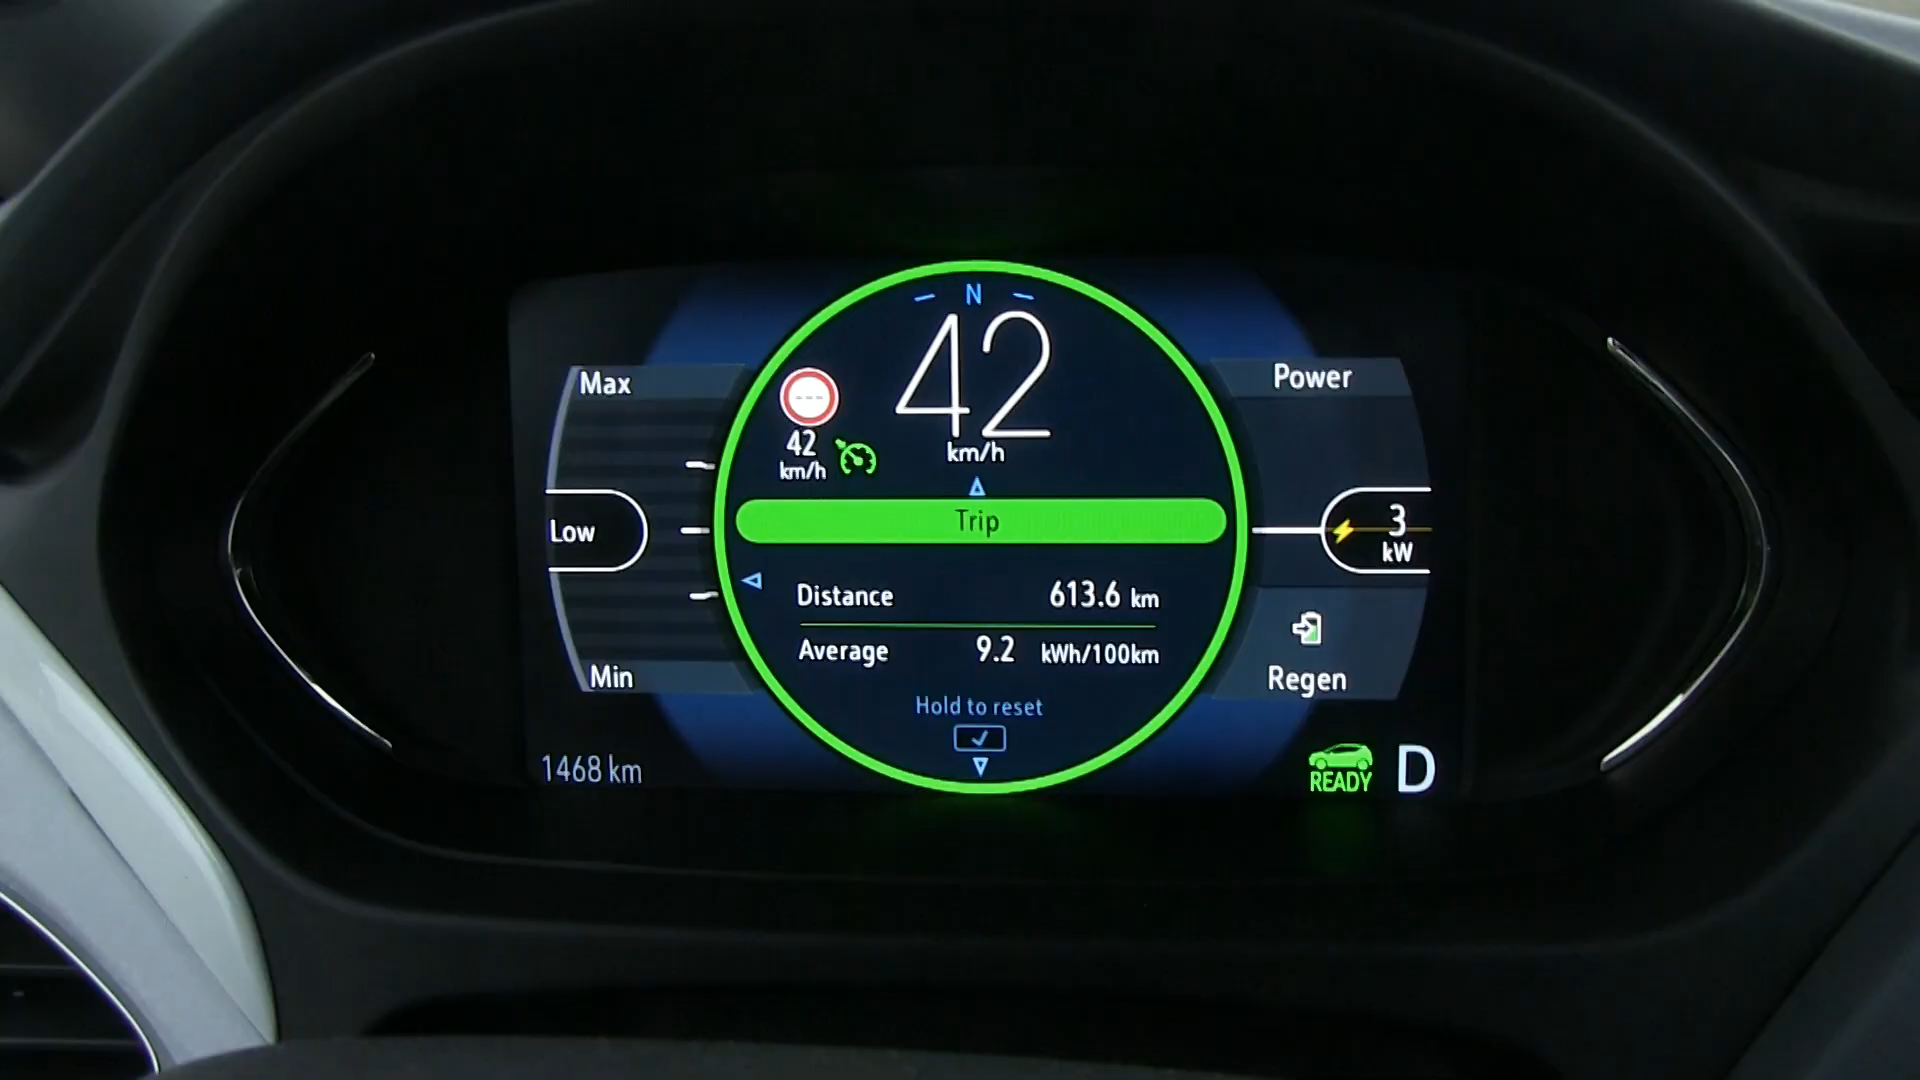 N
42
km/h
---
42
km/h
Max
Low
Min
Power
3
kW
Regen
Trip
Distance 613.6 km
Average 9.2 kWh/100km
Hold to reset
1468 km
READY D